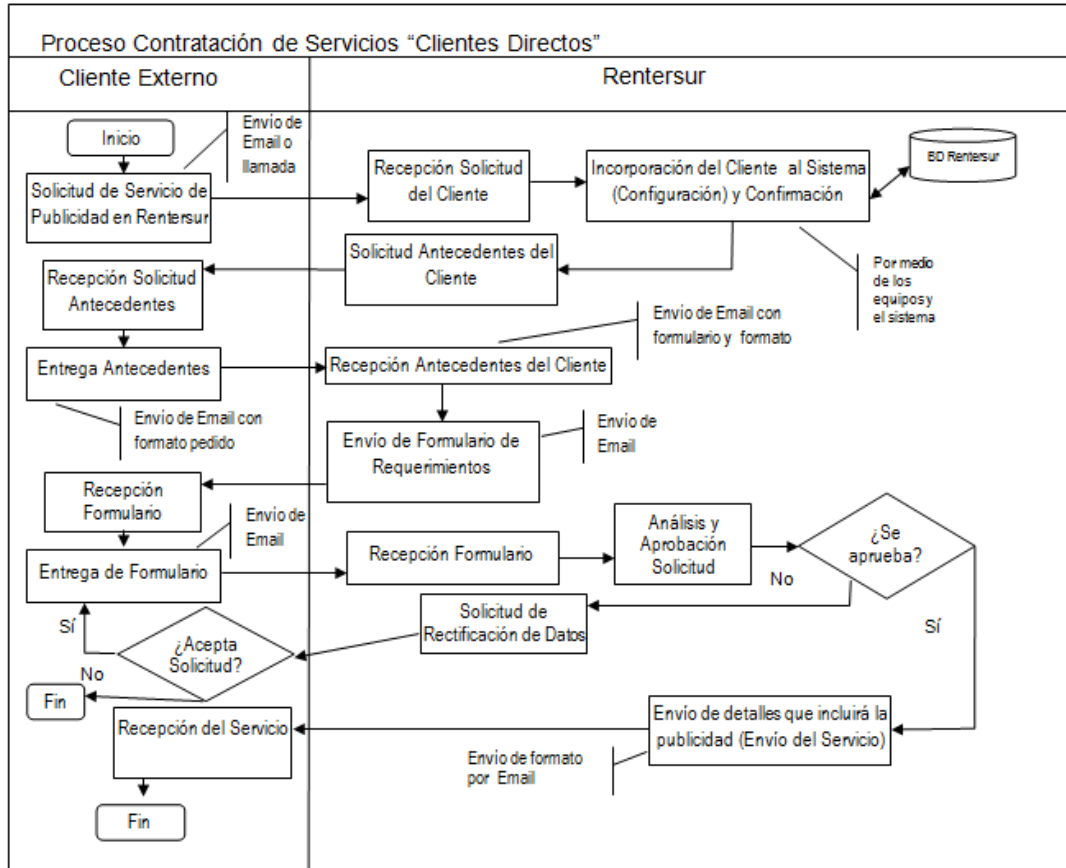 Proceso Contratación de Servicios “Clientes Directos”
Cliente Externo
Rentersur
Inicio
Envío de
Email o
llamada
Solicitud de Servicio de
Publicidad en Rentersur
Recepción Solicitud
del Cliente
Incorporación del Cliente al Sistema
(Configuración) y Confirmación
BD Rentersur
Por medio
de los
equipos y
el sistema
Solicitud Antecedentes del
Cliente
Recepción Solicitud
Antecedentes
Entrega Antecedentes
Envío de Email con
formato pedido
Envío de Email con
formulario y formato
Recepción Antecedentes del Cliente
Envío de Formulario de
Requerimientos
Envío de
Email
Recepción
Formulario
Envío de
Email
Entrega de Formulario
Recepción Formulario
Análisis y
Aprobación
Solicitud
¿Se
aprueba?
No
Sí
Solicitud de
Rectificación de Datos
¿Acepta
Solicitud?
Sí
No
Fin
Envío de detalles que incluirá la
publicidad (Envío del Servicio)
Envío de formato
por Email
Recepción del Servicio
Fin